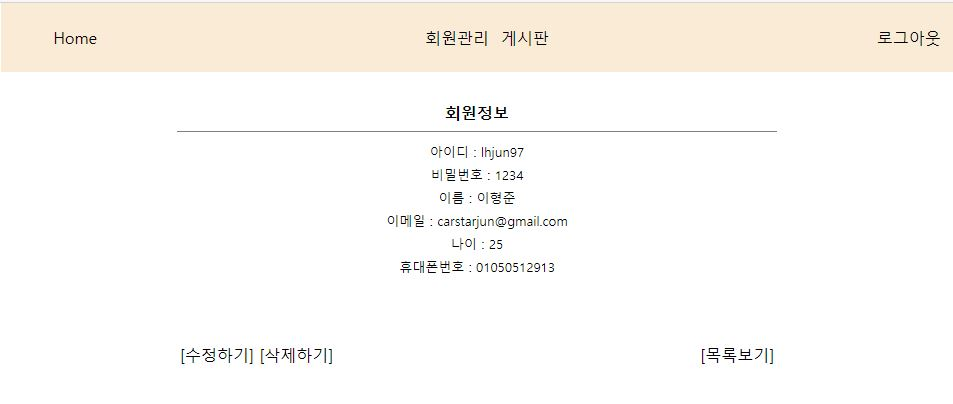 Home 회원관리 게시판 로그아웃
회원정보
아이디 : lhjun97
비밀번호 : 1234
이름 : 이형준
이메일 : carstarjun@gmail.com
나이 : 25
휴대폰번호 : 01050512913
[수정하기] [삭제하기] [목록보기]